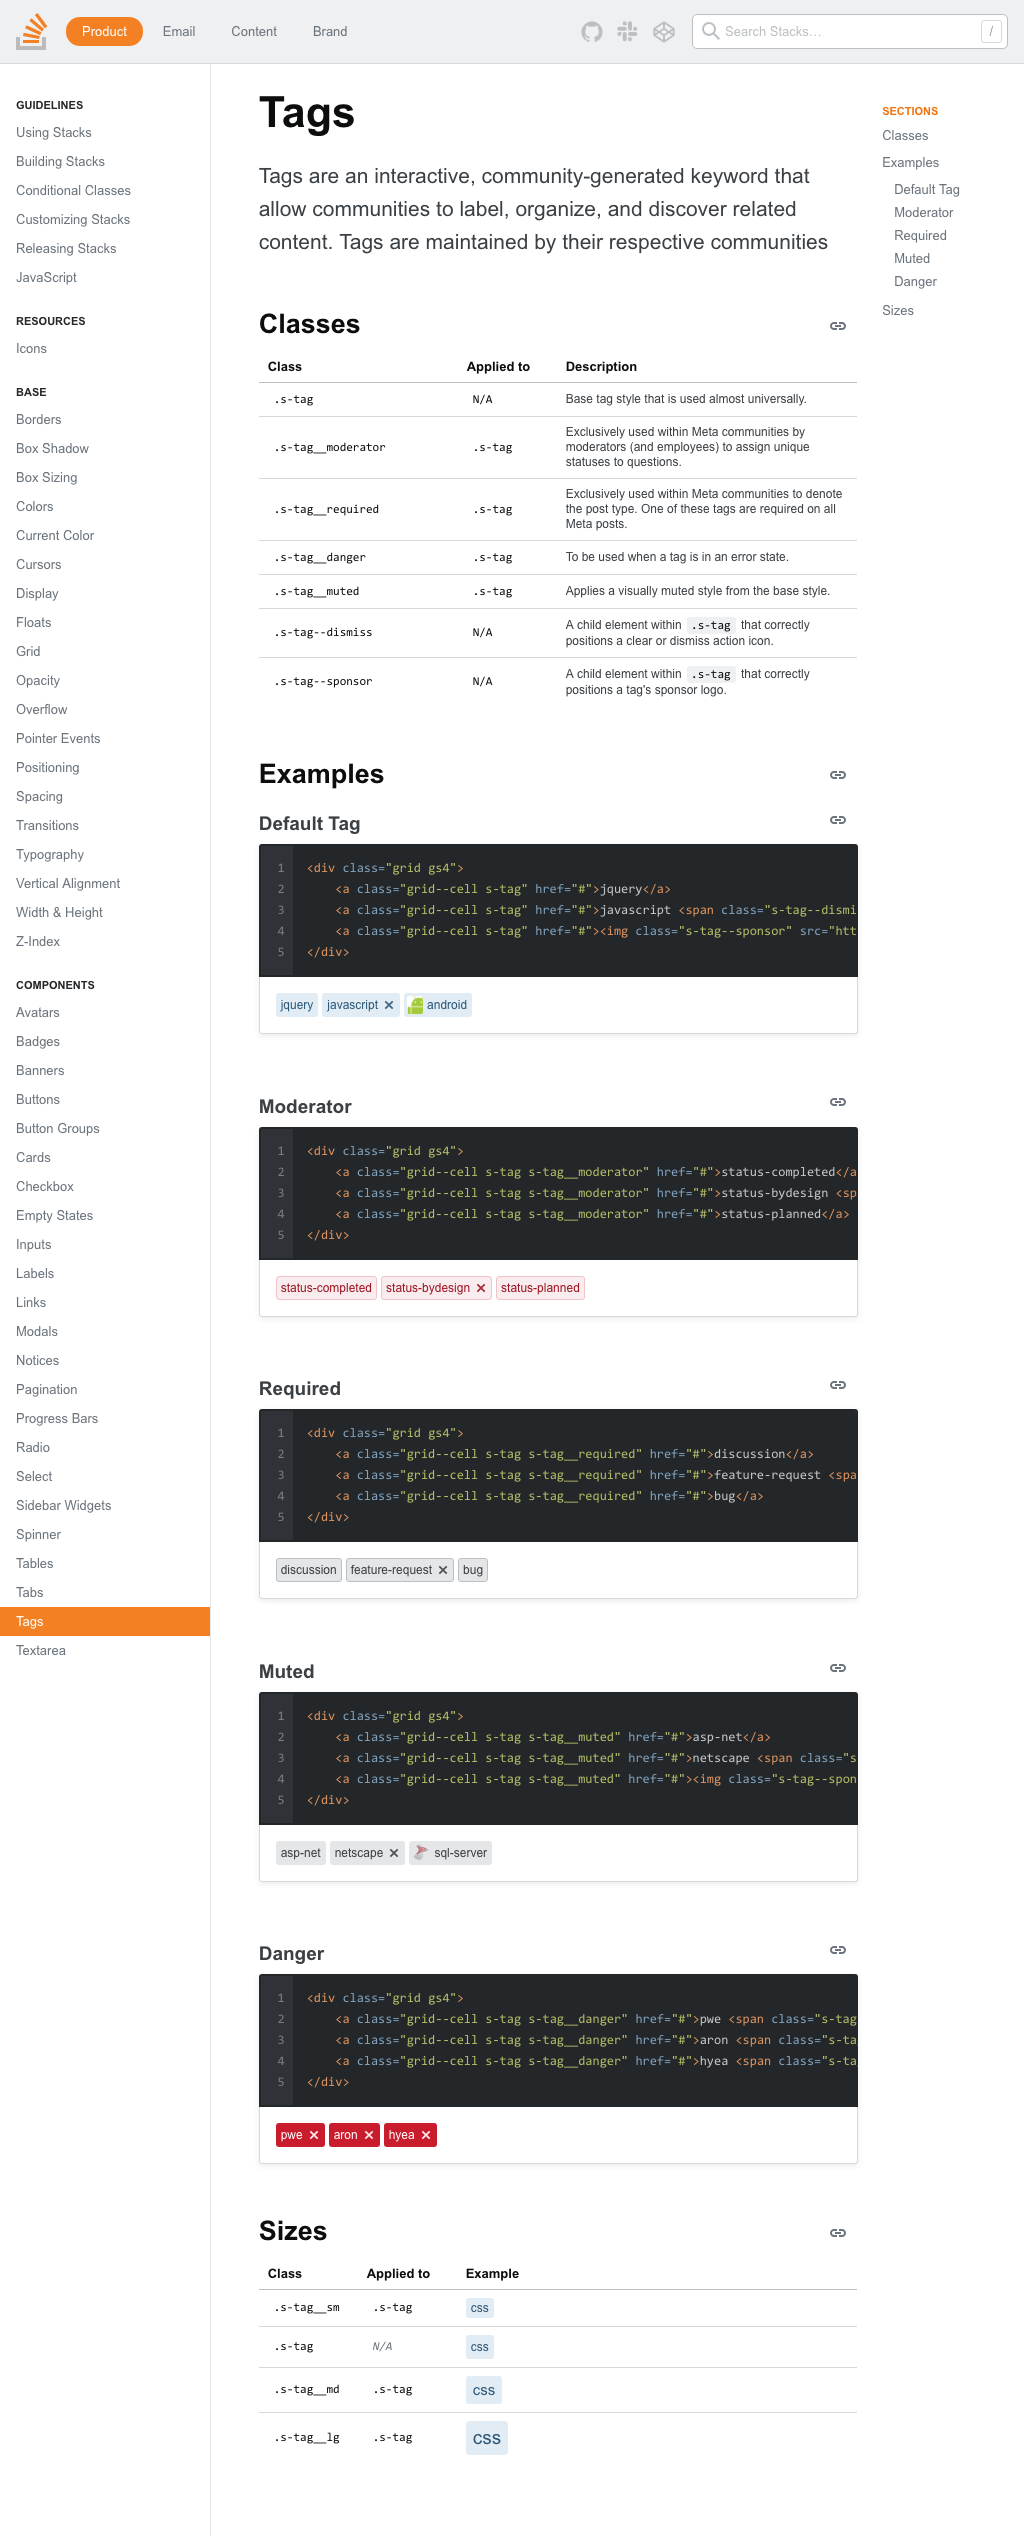 Product Email Content Brand Search Stacks… /
GUIDELINES
Using Stacks
Building Stacks
Conditional Classes
Customizing Stacks
Releasing Stacks
JavaScript
RESOURCES
Icons
BASE
Borders
Box Shadow
Box Sizing
Colors
Current Color
Cursors
Display
Floats
Grid
Opacity
Overflow
Pointer Events
Positioning
Spacing
Transitions
Typography
Vertical Alignment
Width & Height
Z-Index
COMPONENTS
Avatars
Badges
Banners
Buttons
Button Groups
Cards
Checkbox
Empty States
Inputs
Labels
Links
Modals
Notices
Pagination
Progress Bars
Radio
Select
Sidebar Widgets
Spinner
Tables
Tabs
Tags
Textarea
Tags
Tags are an interactive, community-generated keyword that
allow communities to label, organize, and discover related
content. Tags are maintained by their respective communities
Classes
Class Applied to Description
.s-tag N/A Base tag style that is used almost universally.
.s-tag__moderator .s-tag Exclusively used within Meta communities by
moderators (and employees) to assign unique
statuses to questions.
.s-tag__required .s-tag Exclusively used within Meta communities to denote
the post type. One of these tags are required on all
Meta posts.
.s-tag__danger .s-tag To be used when a tag is in an error state.
.s-tag__muted .s-tag Applies a visually muted style from the base style.
.s-tag--dismiss N/A A child element within .s-tag that correctly
positions a clear or dismiss action icon.
.s-tag--sponsor N/A A child element within .s-tag that correctly
positions a tag's sponsor logo.
Examples
Default Tag
1 <div class="grid gs4">
2 <a class="grid--cell s-tag" href="#">jquery</a>
3 <a class="grid--cell s-tag" href="#">javascript <span class="s-tag--dismi
4 <a class="grid--cell s-tag" href="#"><img class="s-tag--sponsor" src="htt
5 </div>
jquery javascript android
Moderator
1 <div class="grid gs4">
2 <a class="grid--cell s-tag s-tag__moderator" href="#">status-completed</a
3 <a class="grid--cell s-tag s-tag__moderator" href="#">status-bydesign <sp
4 <a class="grid--cell s-tag s-tag__moderator" href="#">status-planned</a>
5 </div>
status-completed status-bydesign status-planned
Required
1 <div class="grid gs4">
2 <a class="grid--cell s-tag s-tag__required" href="#">discussion</a>
3 <a class="grid--cell s-tag s-tag__required" href="#">feature-request <spa
4 <a class="grid--cell s-tag s-tag__required" href="#">bug</a>
5 </div>
discussion feature-request bug
Muted
1 <div class="grid gs4">
2 <a class="grid--cell s-tag s-tag__muted" href="#">asp-net</a>
3 <a class="grid--cell s-tag s-tag__muted" href="#">netscape <span class="s
4 <a class="grid--cell s-tag s-tag__muted" href="#"><img class="s-tag--spon
5 </div>
asp-net netscape sql-server
Danger
1 <div class="grid gs4">
2 <a class="grid--cell s-tag s-tag__danger" href="#">pwe <span class="s-tag
3 <a class="grid--cell s-tag s-tag__danger" href="#">aron <span class="s-ta
4 <a class="grid--cell s-tag s-tag__danger" href="#">hyea <span class="s-ta
5 </div>
pwe aron hyea
Sizes
Class Applied to Example
.s-tag__sm .s-tag css
.s-tag N/A css
.s-tag__md .s-tag css
.s-tag__lg .s-tag css
SECTIONS
Classes
Examples
Default Tag
Moderator
Required
Muted
Danger
Sizes